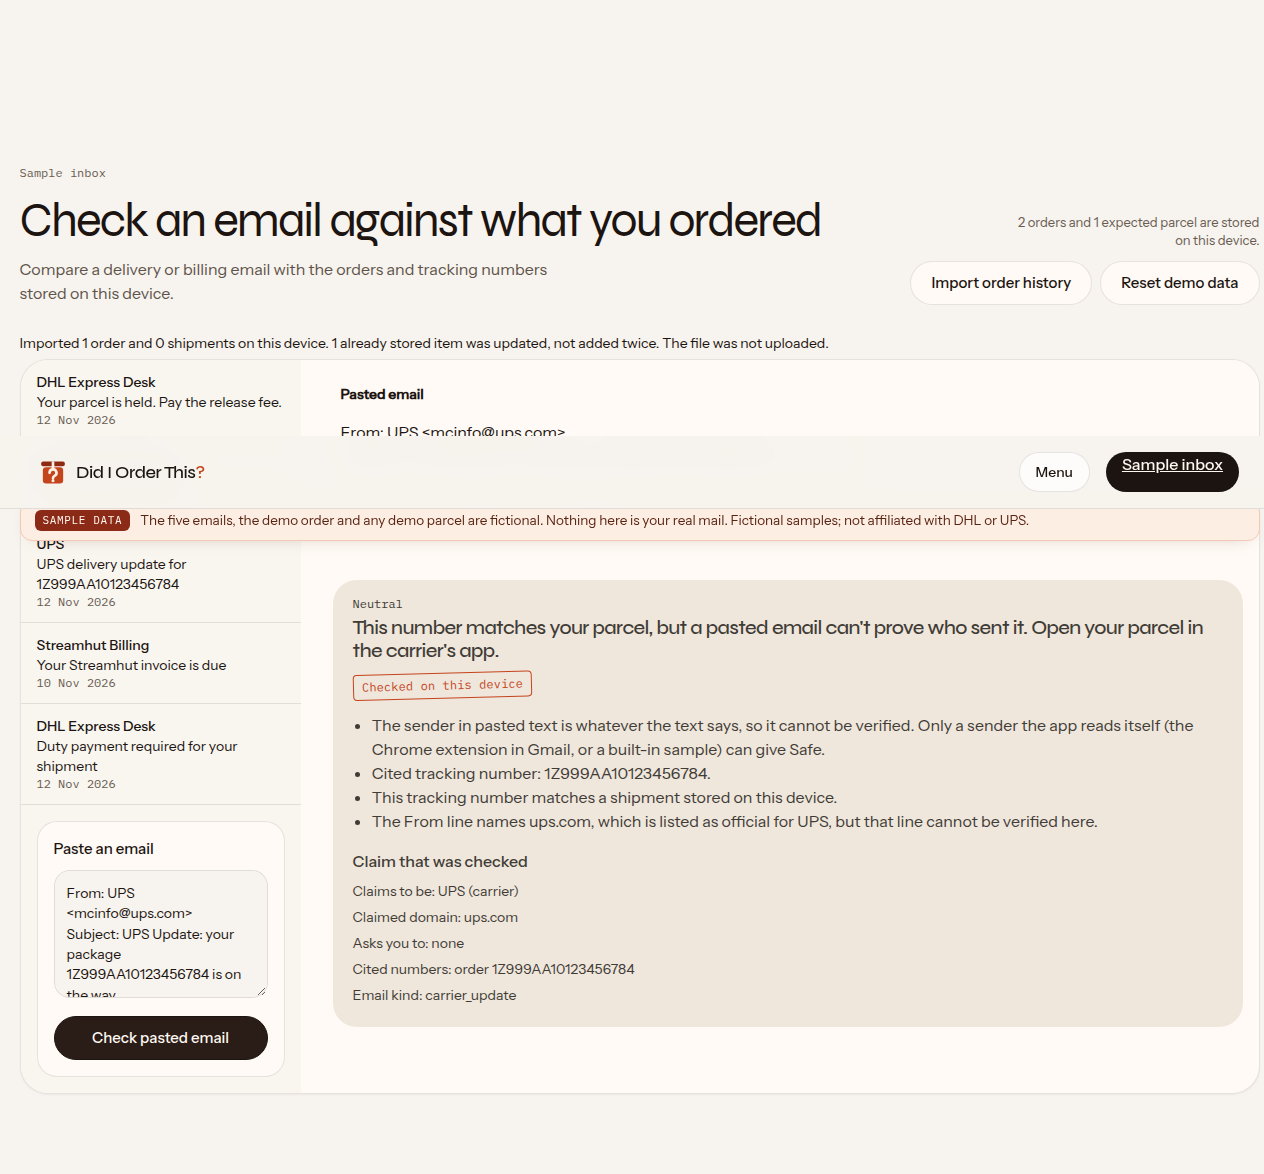 Sample inbox
Check an email against what you ordered
2 orders and 1 expected parcel are stored
on this device.
Compare a delivery or billing email with the orders and tracking numbers
stored on this device.
Import order history
Reset demo data
Imported 1 order and 0 shipments on this device. 1 already stored item was updated, not added twice. The file was not uploaded.
DHL Express Desk
Your parcel is held. Pay the release fee.
12 Nov 2026
Pasted email
From: UPS <mcinfo@ups.com>
Did I Order This?
Menu
Sample inbox
SAMPLE DATA
The five emails, the demo order and any demo parcel are fictional. Nothing here is your real mail. Fictional samples; not affiliated with DHL or UPS.
UPS
UPS delivery update for
1Z999AA10123456784
12 Nov 2026
Streamhut Billing
Your Streamhut invoice is due
10 Nov 2026
DHL Express Desk
Duty payment required for your
shipment
12 Nov 2026
Paste an email
From: UPS
<mcinfo@ups.com>
Subject: UPS Update: your
package
1Z999AA10123456784 is on
the way
Check pasted email
Neutral
This number matches your parcel, but a pasted email can't prove who sent it. Open your parcel in
the carrier's app.
Checked on this device
• The sender in pasted text is whatever the text says, so it cannot be verified. Only a sender the app reads itself (the
Chrome extension in Gmail, or a built-in sample) can give Safe.
• Cited tracking number: 1Z999AA10123456784.
• This tracking number matches a shipment stored on this device.
• The From line names ups.com, which is listed as official for UPS, but that line cannot be verified here.
Claim that was checked
Claims to be: UPS (carrier)
Claimed domain: ups.com
Asks you to: none
Cited numbers: order 1Z999AA10123456784
Email kind: carrier_update